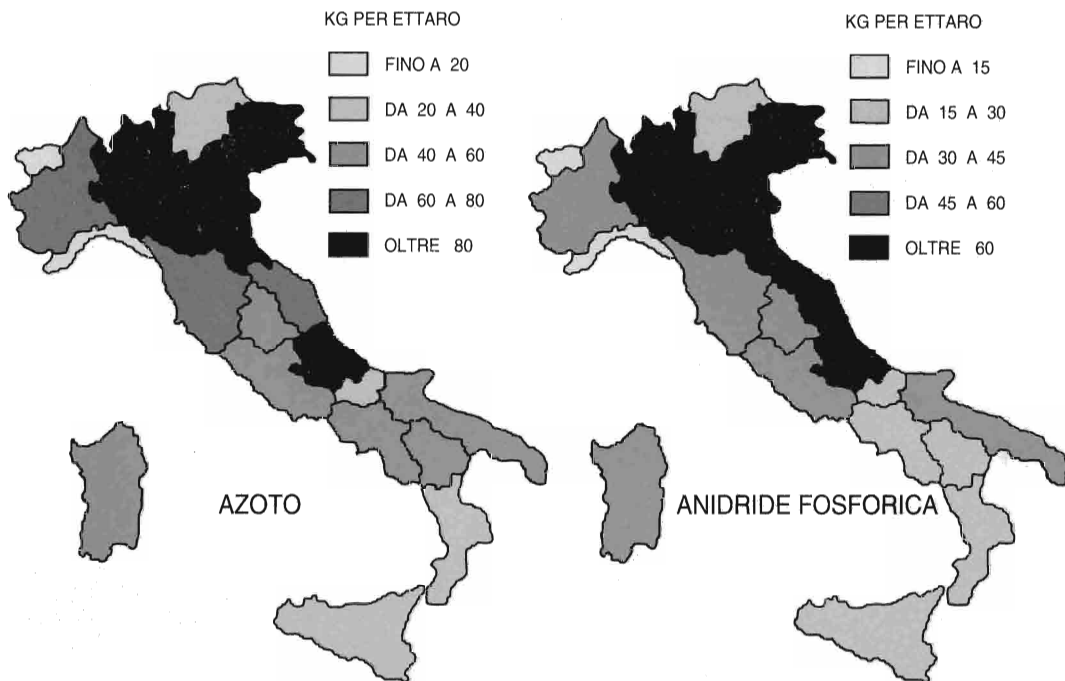 KG PER ETTARO
FINO A 20
DA 20 A 40
DA 40 A 60
DA 60 A 80
OLTRE 80
AZOTO
KG PER ETTARO
FINO A 15
DA 15 A 30
DA 30 A 45
DA 45 A 60
OLTRE 60
ANIDRIDE FOSFORICA